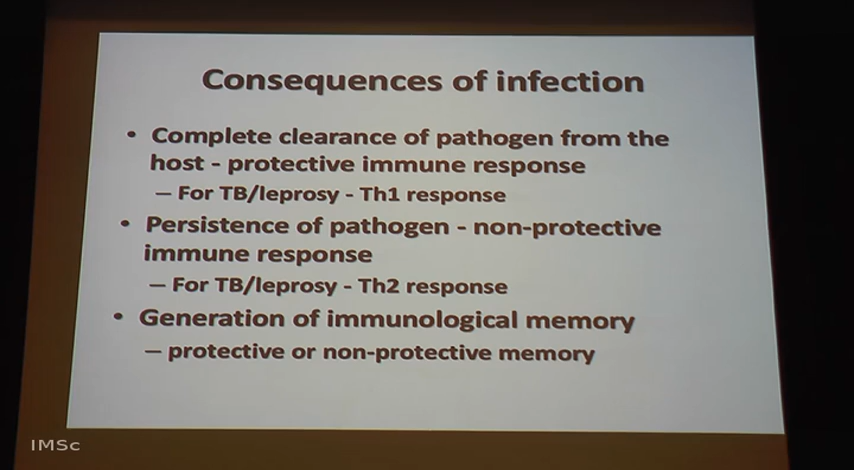 Consequences of infection
• Complete clearance of pathogen from the
host - protective immune response
– For TB/leprosy - Th1 response
• Persistence of pathogen - non-protective
immune response
– For TB/leprosy - Th2 response
• Generation of immunological memory
– protective or non-protective memory
IMSc